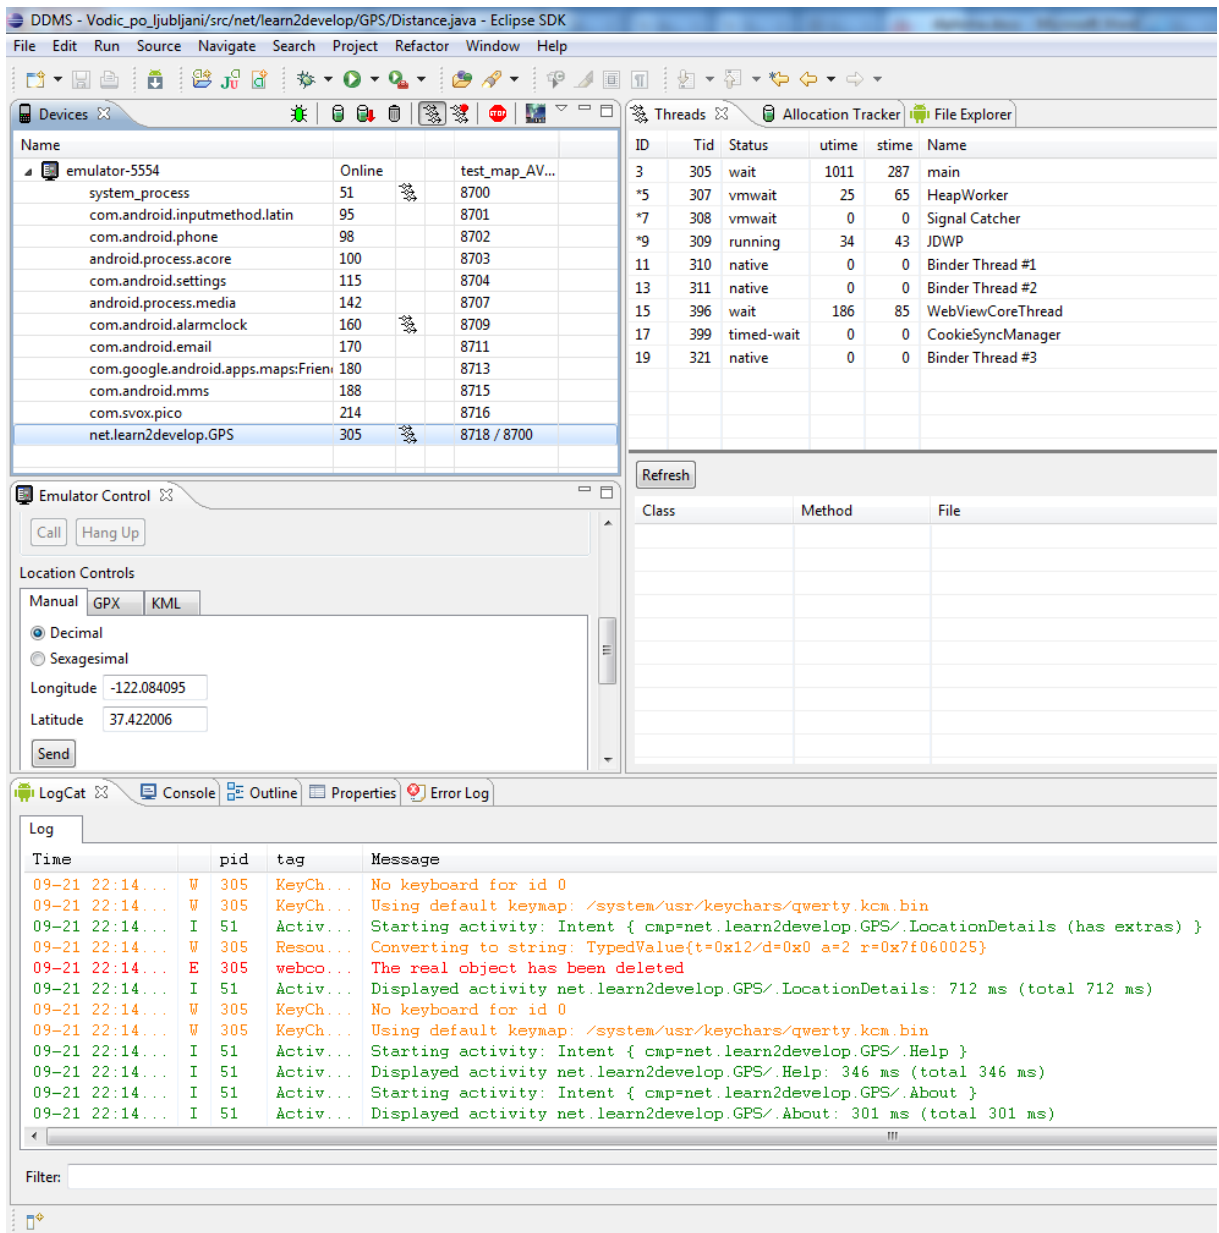 DDMS - Vodic_po_ljubljani/src/net/learn2develop/GPS/Distance.java - Eclipse SDK
File Edit Run Source Navigate Search Project Refactor Window Help
Devices
Name
emulator-5554 Online test_map_AV...
system_process 51 8700
com.android.inputmethod.latin 95 8701
com.android.phone 98 8702
android.process.acore 100 8703
com.android.settings 115 8704
android.process.media 142 8707
com.android.alarmclock 160 8709
com.android.email 170 8711
com.google.android.apps.maps:Frien 180 8713
com.android.mms 188 8715
com.svox.pico 214 8716
net.learn2develop.GPS 305 8718 / 8700
Threads Allocation Tracker File Explorer
ID Tid Status utime stime Name
3 305 wait 1011 287 main
*5 307 vmwait 25 65 HeapWorker
*7 308 vmwait 0 0 Signal Catcher
*9 309 running 34 43 JDWP
11 310 native 0 0 Binder Thread #1
13 311 native 0 0 Binder Thread #2
15 396 wait 186 85 WebViewCoreThread
17 399 timed-wait 0 0 CookieSyncManager
19 321 native 0 0 Binder Thread #3
Refresh
Class Method File
Emulator Control
Call Hang Up
Location Controls
Manual GPX KML
Decimal
Sexagesimal
Longitude -122.084095
Latitude 37.422006
Send
LogCat Console Outline Properties Error Log
Log
Time pid tag Message
09-21 22:14... W 305 KeyCh... No keyboard for id 0
09-21 22:14... W 305 KeyCh... Using default keymap: /system/usr/keychars/qwerty.kcm.bin
09-21 22:14... I 51 Activ... Starting activity: Intent { cmp=net.learn2develop.GPS/.LocationDetails (has extras) }
09-21 22:14... W 305 Resou... Converting to string: TypedValue{t=0x12/d=0x0 a=2 r=0x7f060025}
09-21 22:14... E 305 webco... The real object has been deleted
09-21 22:14... I 51 Activ... Displayed activity net.learn2develop.GPS/.LocationDetails: 712 ms (total 712 ms)
09-21 22:14... W 305 KeyCh... No keyboard for id 0
09-21 22:14... W 305 KeyCh... Using default keymap: /system/usr/keychars/qwerty.kcm.bin
09-21 22:14... I 51 Activ... Starting activity: Intent { cmp=net.learn2develop.GPS/.Help }
09-21 22:14... I 51 Activ... Displayed activity net.learn2develop.GPS/.Help: 346 ms (total 346 ms)
09-21 22:14... I 51 Activ... Starting activity: Intent { cmp=net.learn2develop.GPS/.About }
09-21 22:14... I 51 Activ... Displayed activity net.learn2develop.GPS/.About: 301 ms (total 301 ms)
Filter: